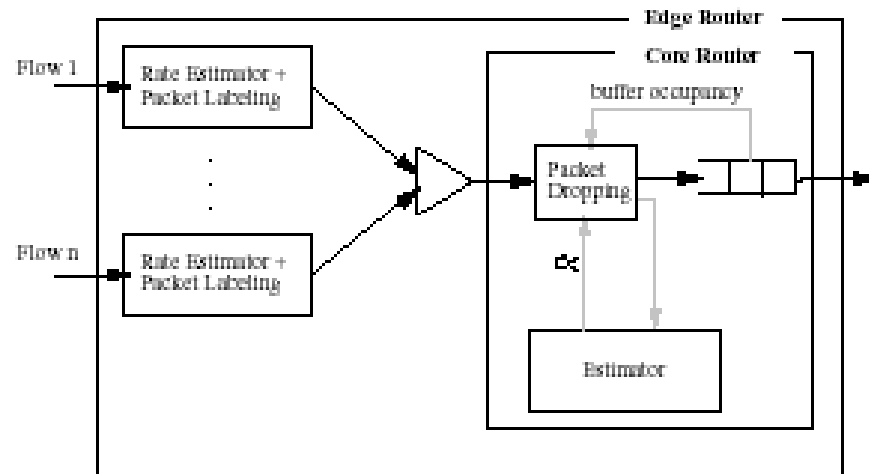 Edge Router
Core Router
Flow 1
Rate Estimator +
Packet Labeling
buffer occupancy
Packet
Dropping
Flow n
Rate Estimator +
Packet Labeling
α
Estimator